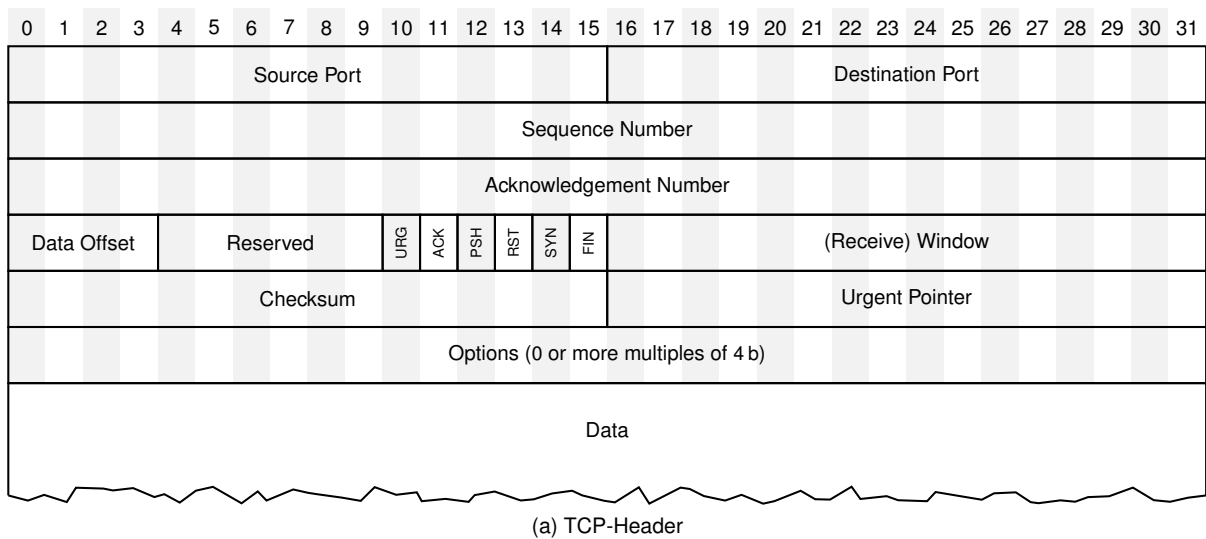 0 1 2 3 4 5 6 7 8 9 10 11 12 13 14 15 16 17 18 19 20 21 22 23 24 25 26 27 28 29 30 31
Source Port Destination Port
Sequence Number
Acknowledgement Number
Data Offset Reserved URG ACK PSH RST SYN FIN (Receive) Window
Checksum Urgent Pointer
Options (0 or more multiples of 4 b)
Data
(a) TCP-Header